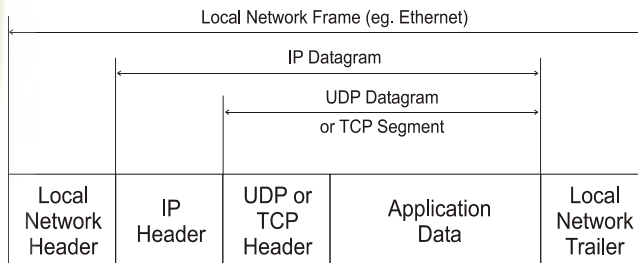 Local Network Frame (eg. Ethernet)
IP Datagram
UDP Datagram
or TCP Segment
Local
Network
Header
IP
Header
UDP or
TCP
Header
Application
Data
Local
Network
Trailer